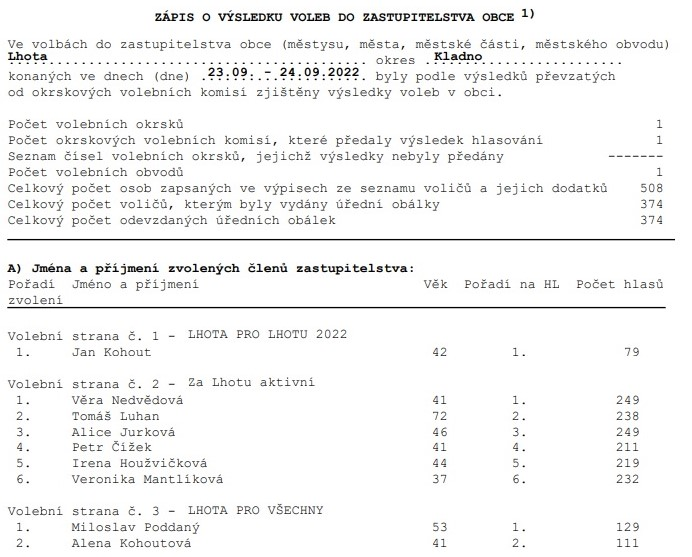 ZÁPIS O VÝSLEDKU VOLEB DO ZASTUPITELSTVA OBCE 1)
Ve volbách do zastupitelstva obce (městysu, města, městské části, městského obvodu)
Lhota okres Kladno
konaných ve dnech (dne) 23.09. - 24.09.2022 byly podle výsledků převzatých
od okrskových volebních komisí zjištěny výsledky voleb v obci.
Počet volebních okrsků 1
Počet okrskových volebních komisí, které předaly výsledek hlasování 1
Seznam čísel volebních okrsků, jejichž výsledky nebyly předány -------
Počet volebních obvodů 1
Celkový počet osob zapsaných ve výpisech ze seznamu voličů a jejich dodatků 508
Celkový počet voličů, kterým byly vydány úřední obálky 374
Celkový počet odevzdaných úředních obálek 374
A) Jména a příjmení zvolených členů zastupitelstva:
Pořadí Jméno a příjmení Věk Pořadí na HL Počet hlasů
zvolení
Volební strana č. 1 - LHOTA PRO LHOTU 2022
1. Jan Kohout 42 1. 79
Volební strana č. 2 - Za Lhotu aktivní
1. Věra Nedvědová 41 1. 249
2. Tomáš Luhan 72 2. 238
3. Alice Jurková 46 3. 249
4. Petr Čížek 41 4. 211
5. Irena Houžvičková 44 5. 219
6. Veronika Mantlíková 37 6. 232
Volební strana č. 3 - LHOTA PRO VŠECHNY
1. Miloslav Poddaný 53 1. 129
2. Alena Kohoutová 41 2. 111